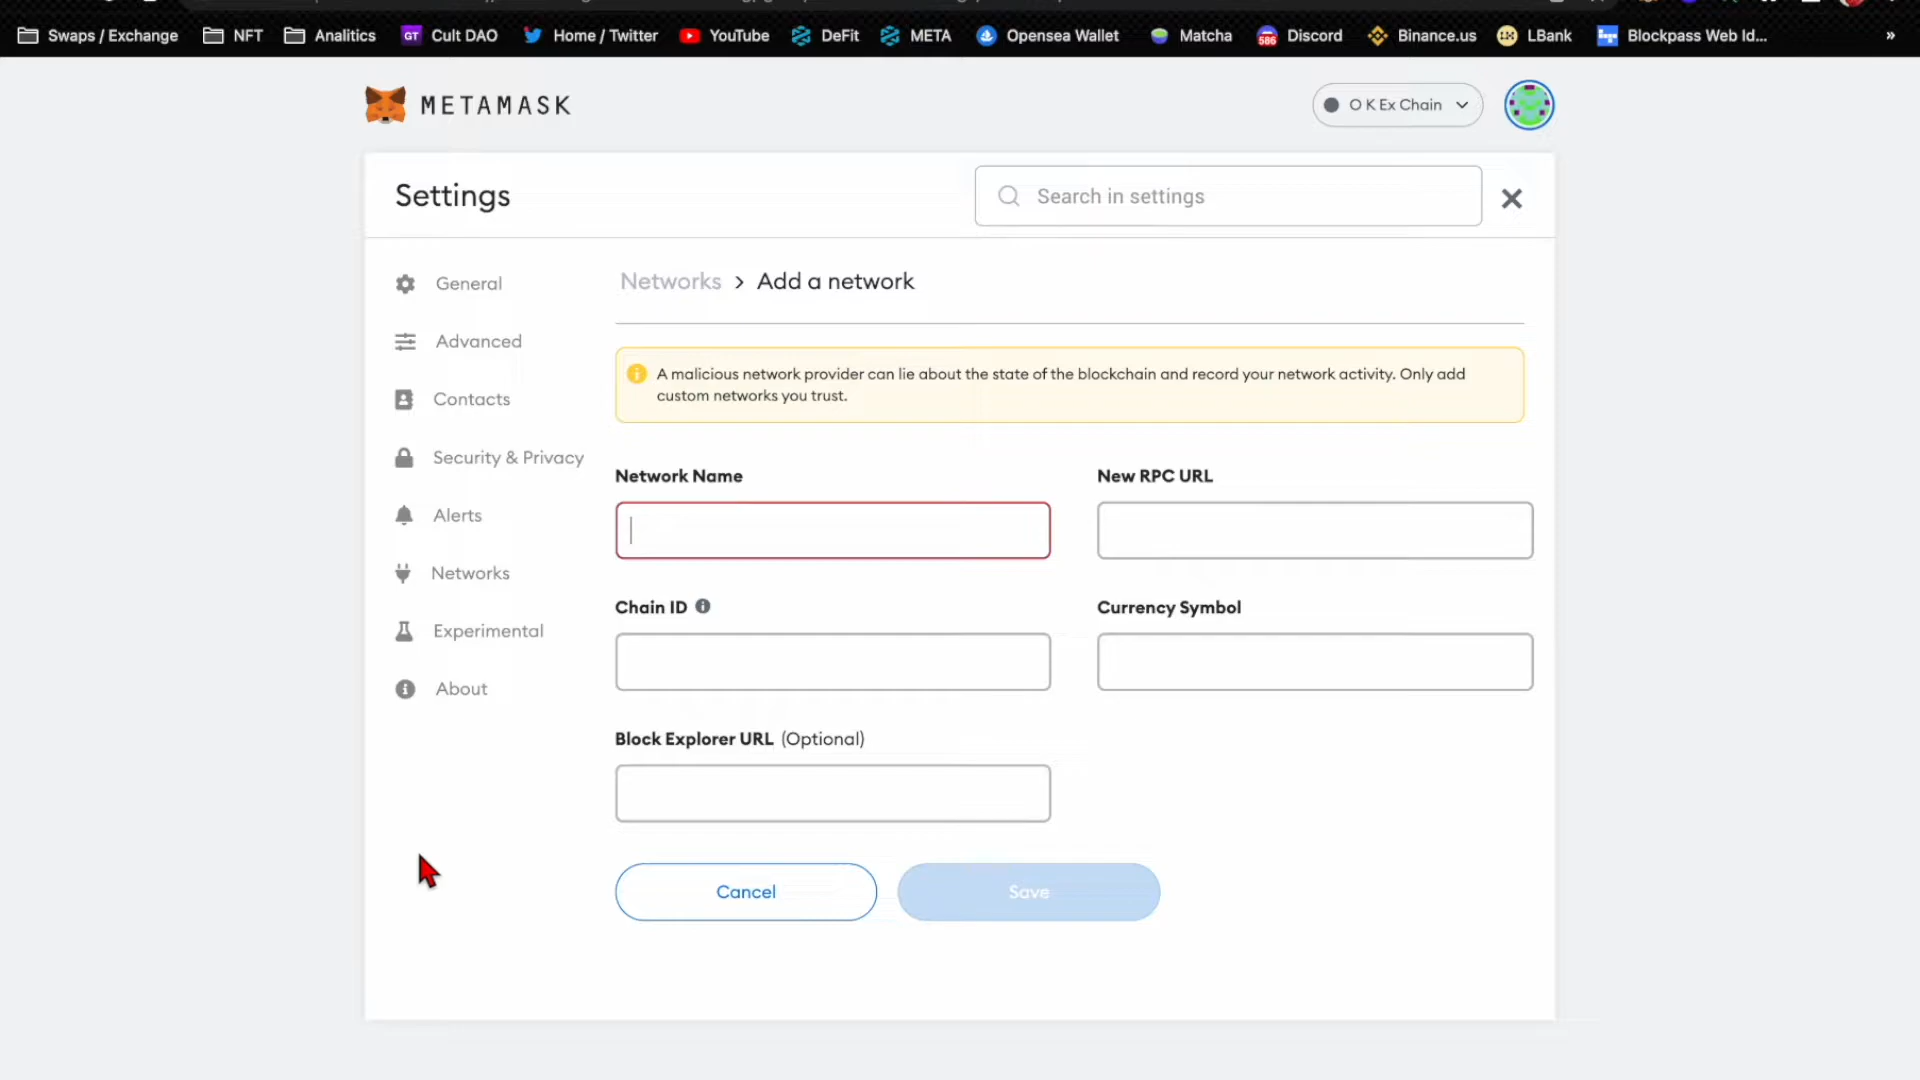 Swaps / Exchange NFT Analitics GT Cult DAO Home / Twitter YouTube DeFit META Opensea Wallet Matcha 586 Discord Binance.us LBank Blockpass Web Id... »
METAMASK
O K Ex Chain
Settings
Search in settings
General
Advanced
Contacts
Security & Privacy
Alerts
Networks
Experimental
About
Networks > Add a network
A malicious network provider can lie about the state of the blockchain and record your network activity. Only add
custom networks you trust.
Network Name
New RPC URL
Chain ID
Currency Symbol
Block Explorer URL (Optional)
Cancel
Save